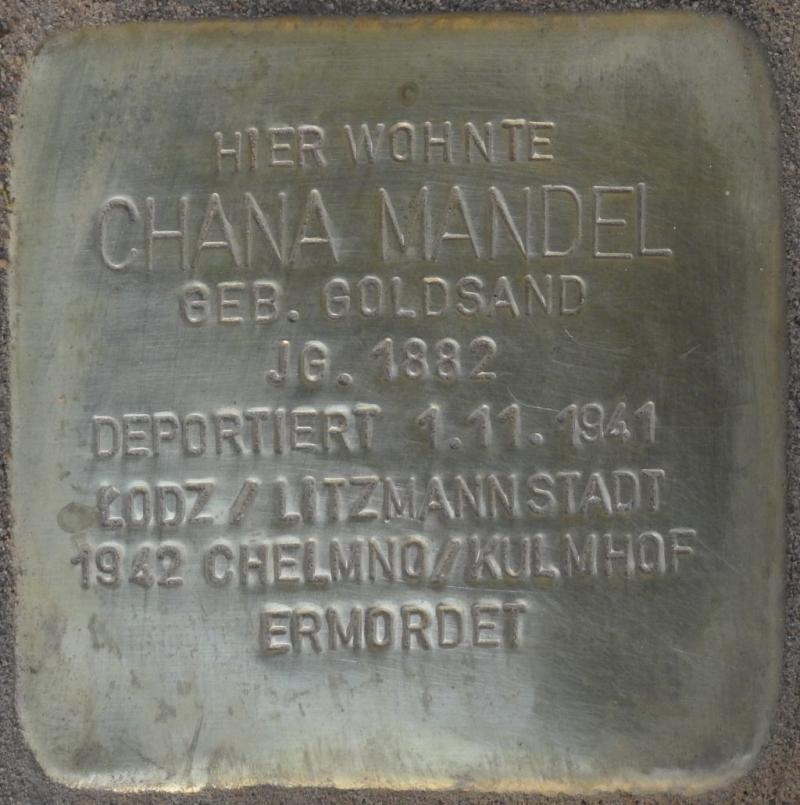 HIER WOHNTE
CHANA MANDEL
GEB. GOLDSAND
JG. 1882
DEPORTIERT 1.11.1941
ŁODZ / LITZMANNSTADT
1942 CHELMNO/KULMHOF
ERMORDET